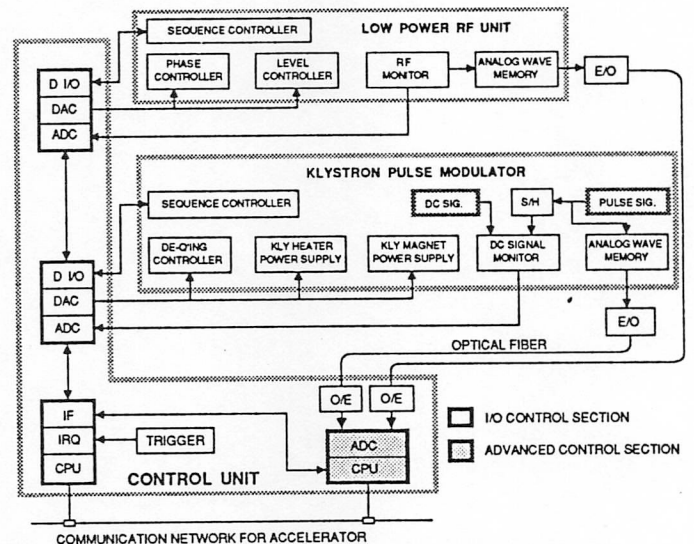 LOW POWER RF UNIT
SEQUENCE CONTROLLER
PHASE
CONTROLLER
LEVEL
CONTROLLER
RF
MONITOR
ANALOG WAVE
MEMORY
E/O
D I/O
DAC
ADC
KLYSTRON PULSE MODULATOR
SEQUENCE CONTROLLER
DC SIG.
S/H
PULSE SIG.
DE-Q'ING
CONTROLLER
KLY HEATER
POWER SUPPLY
KLY MAGNET
POWER SUPPLY
DC SIGNAL
MONITOR
ANALOG WAVE
MEMORY
D I/O
DAC
ADC
E/O
OPTICAL FIBER
O/E
O/E
IF
IRQ
CPU
TRIGGER
ADC
CPU
CONTROL UNIT
I/O CONTROL SECTION
ADVANCED CONTROL SECTION
COMMUNICATION NETWORK FOR ACCELERATOR